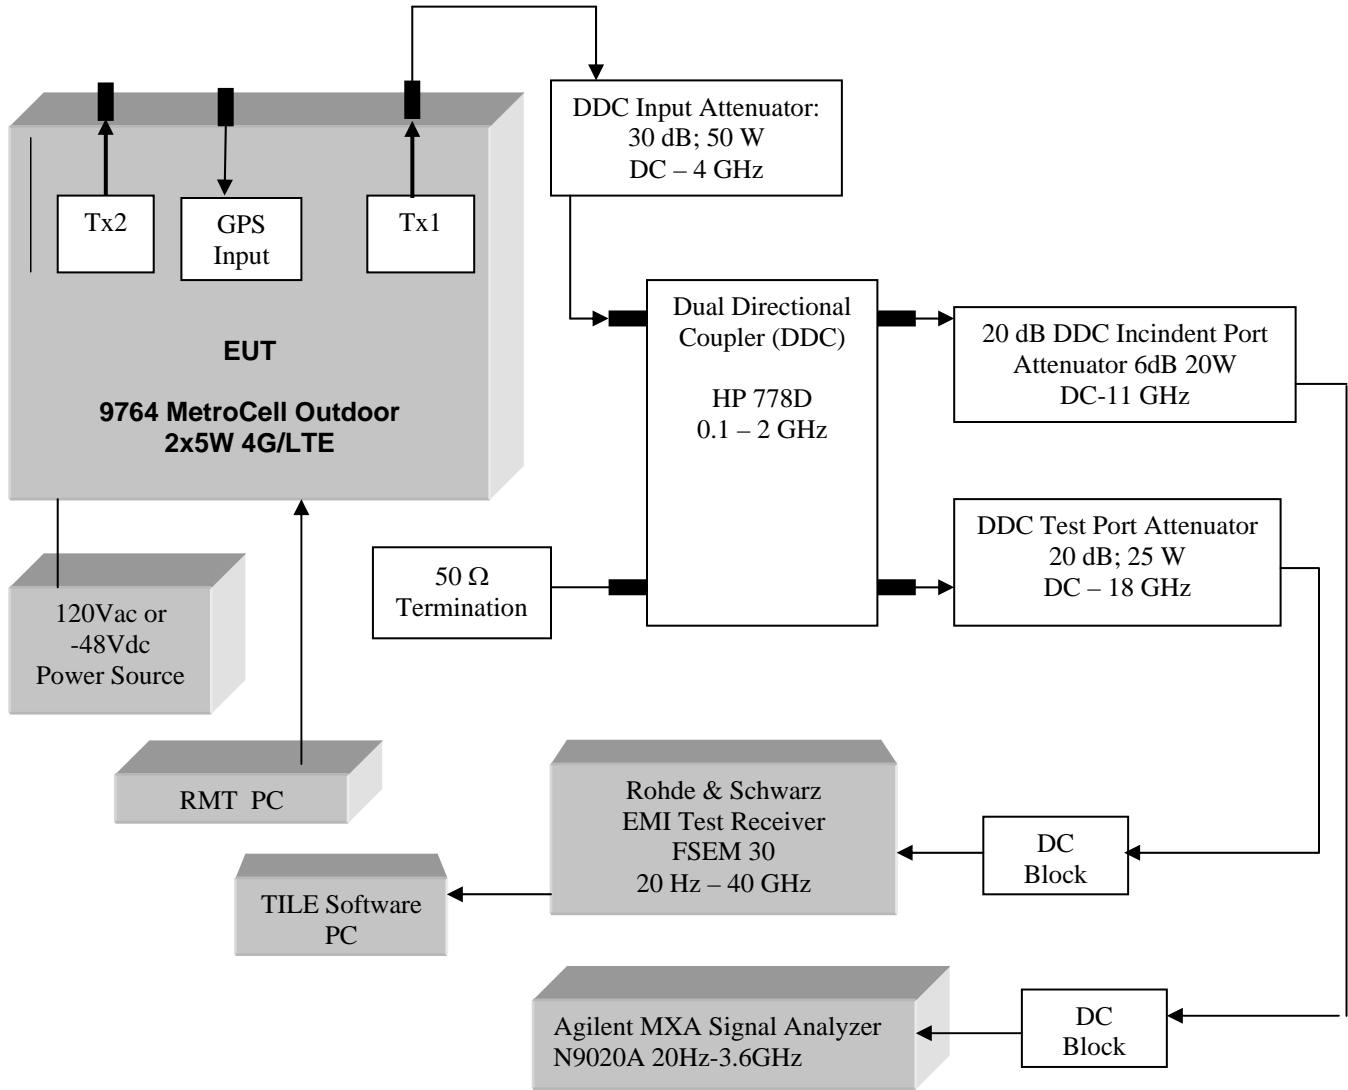 DDC Input Attenuator:
30 dB; 50 W
DC – 4 GHz
Tx2
GPS
Input
Tx1
EUT
9764 MetroCell Outdoor
2x5W 4G/LTE
Dual Directional
Coupler (DDC)
HP 778D
0.1 – 2 GHz
20 dB DDC Incindent Port
Attenuator 6dB 20W
DC-11 GHz
DDC Test Port Attenuator
20 dB; 25 W
DC – 18 GHz
50 Ω
Termination
120Vac or
-48Vdc
Power Source
RMT PC
Rohde & Schwarz
EMI Test Receiver
FSEM 30
20 Hz – 40 GHz
DC
Block
TILE Software
PC
Agilent MXA Signal Analyzer
N9020A 20Hz-3.6GHz
DC
Block